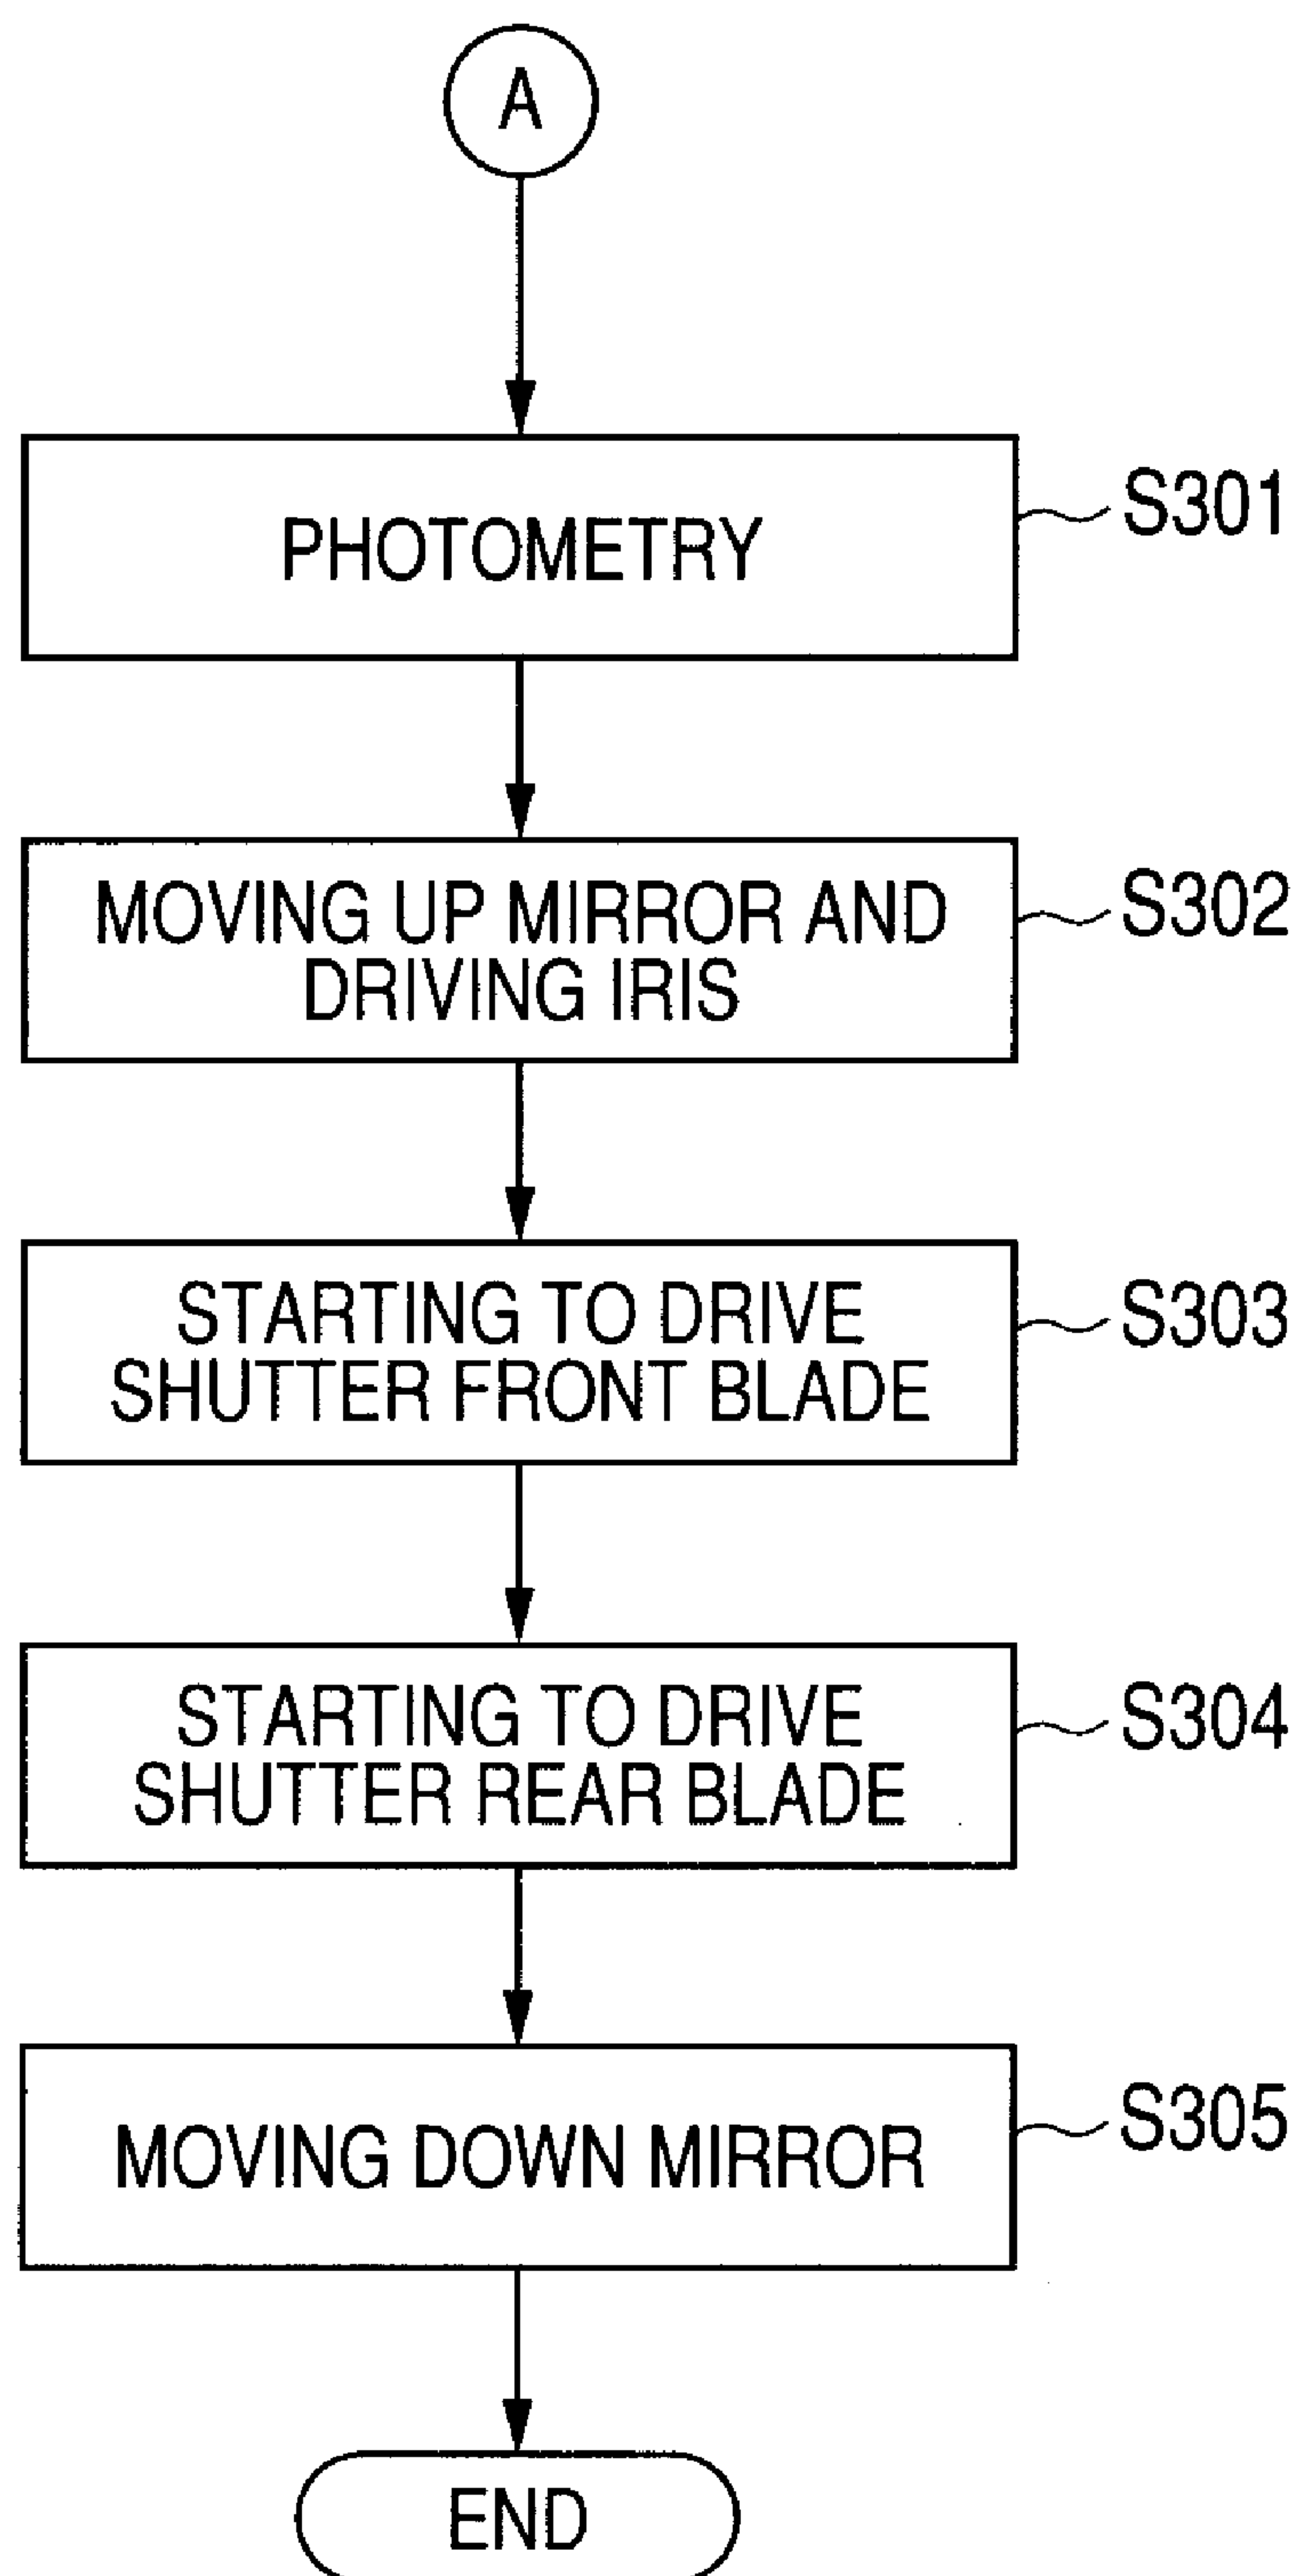 A
PHOTOMETRY
S301
MOVING UP MIRROR AND
DRIVING IRIS
S302
STARTING TO DRIVE
SHUTTER FRONT BLADE
S303
STARTING TO DRIVE
SHUTTER REAR BLADE
S304
MOVING DOWN MIRROR
S305
END